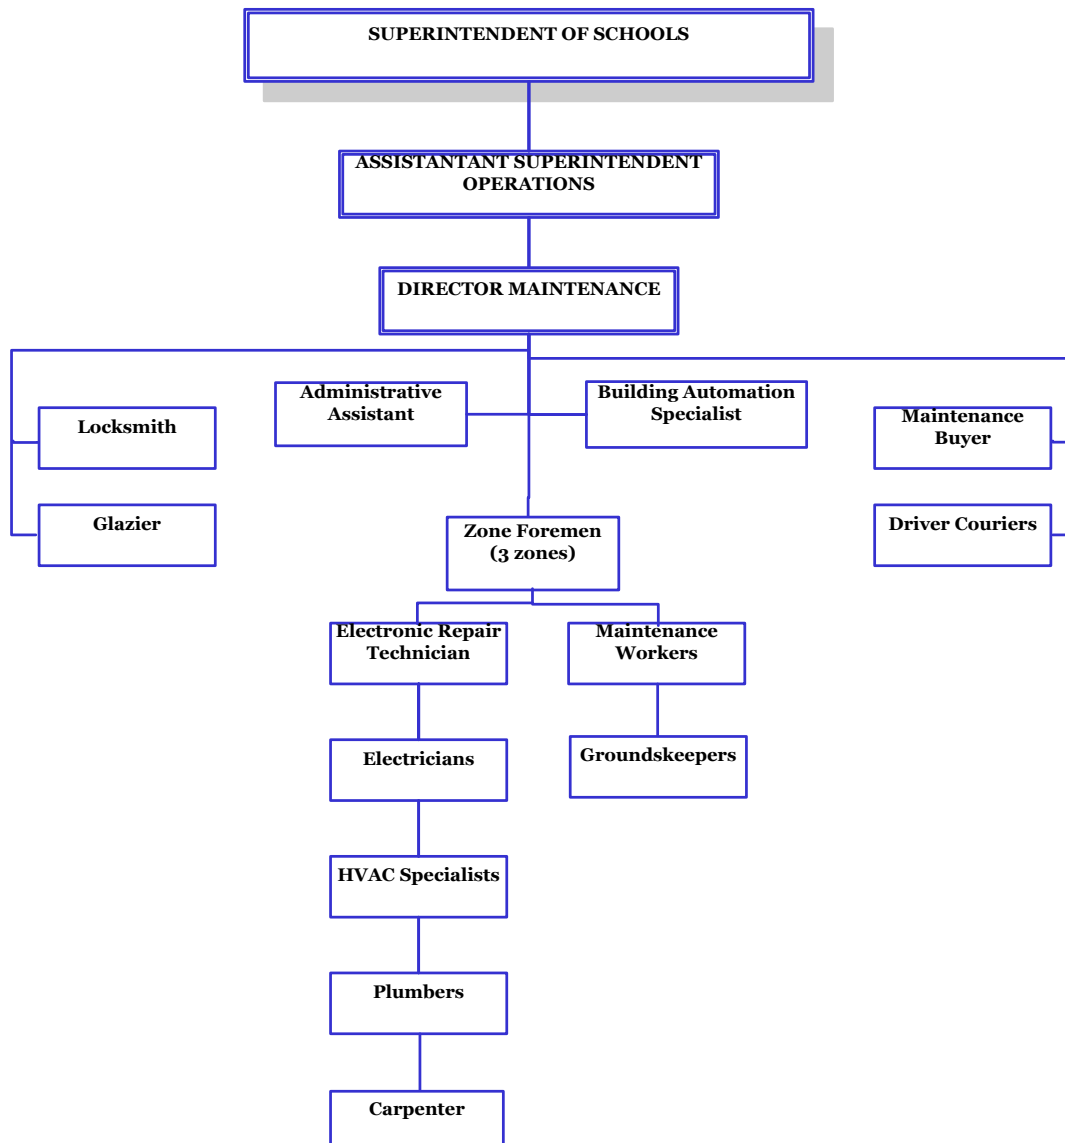 SUPERINTENDENT OF SCHOOLS
ASSISTANTANT SUPERINTENDENT
OPERATIONS
DIRECTOR MAINTENANCE
Administrative
Assistant
Building Automation
Specialist
Locksmith
Maintenance
Buyer
Glazier
Driver Couriers
Zone Foremen
(3 zones)
Electronic Repair
Technician
Maintenance
Workers
Electricians
Groundskeepers
HVAC Specialists
Plumbers
Carpenter